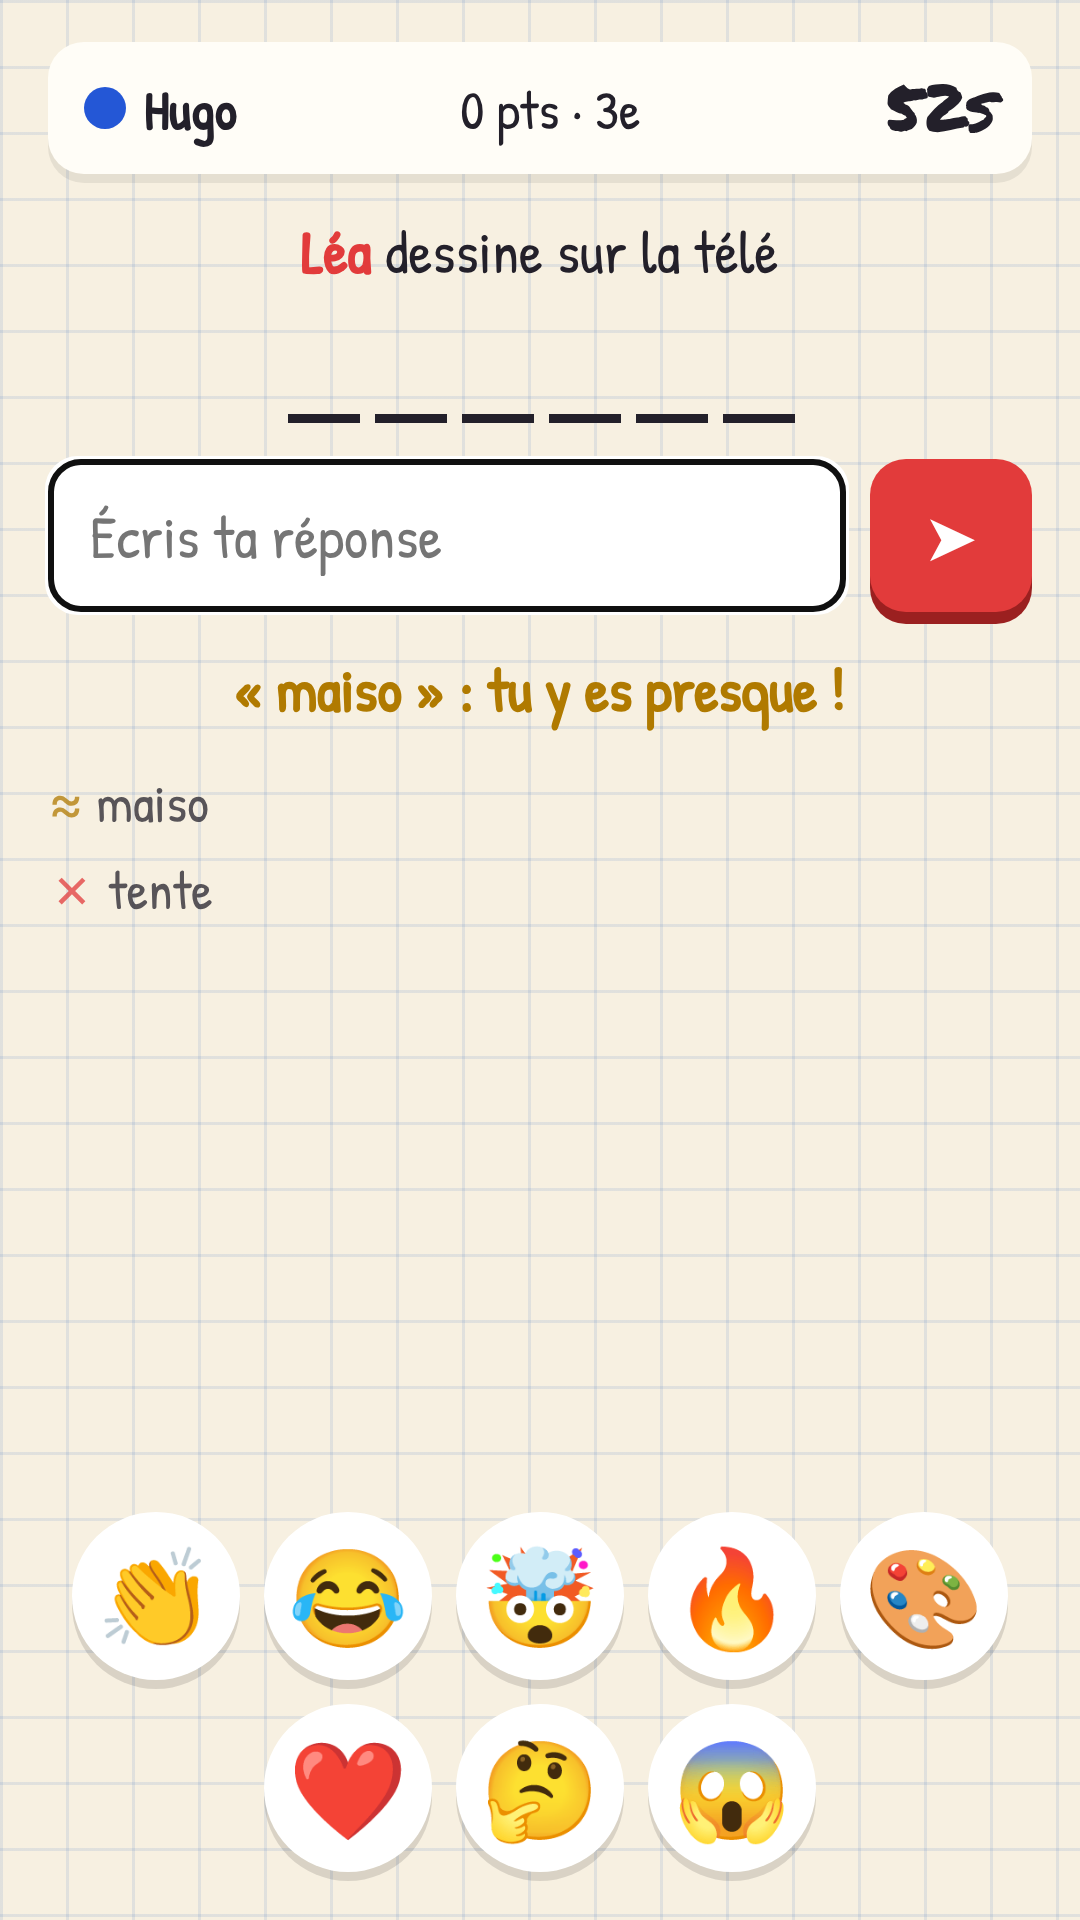 Hugo 0 pts · 3e 52s
Léa dessine sur la télé
_ _ _ _ _ _
Écris ta réponse ➤
« maiso » : tu y es presque !
≈ maiso
✕ tente